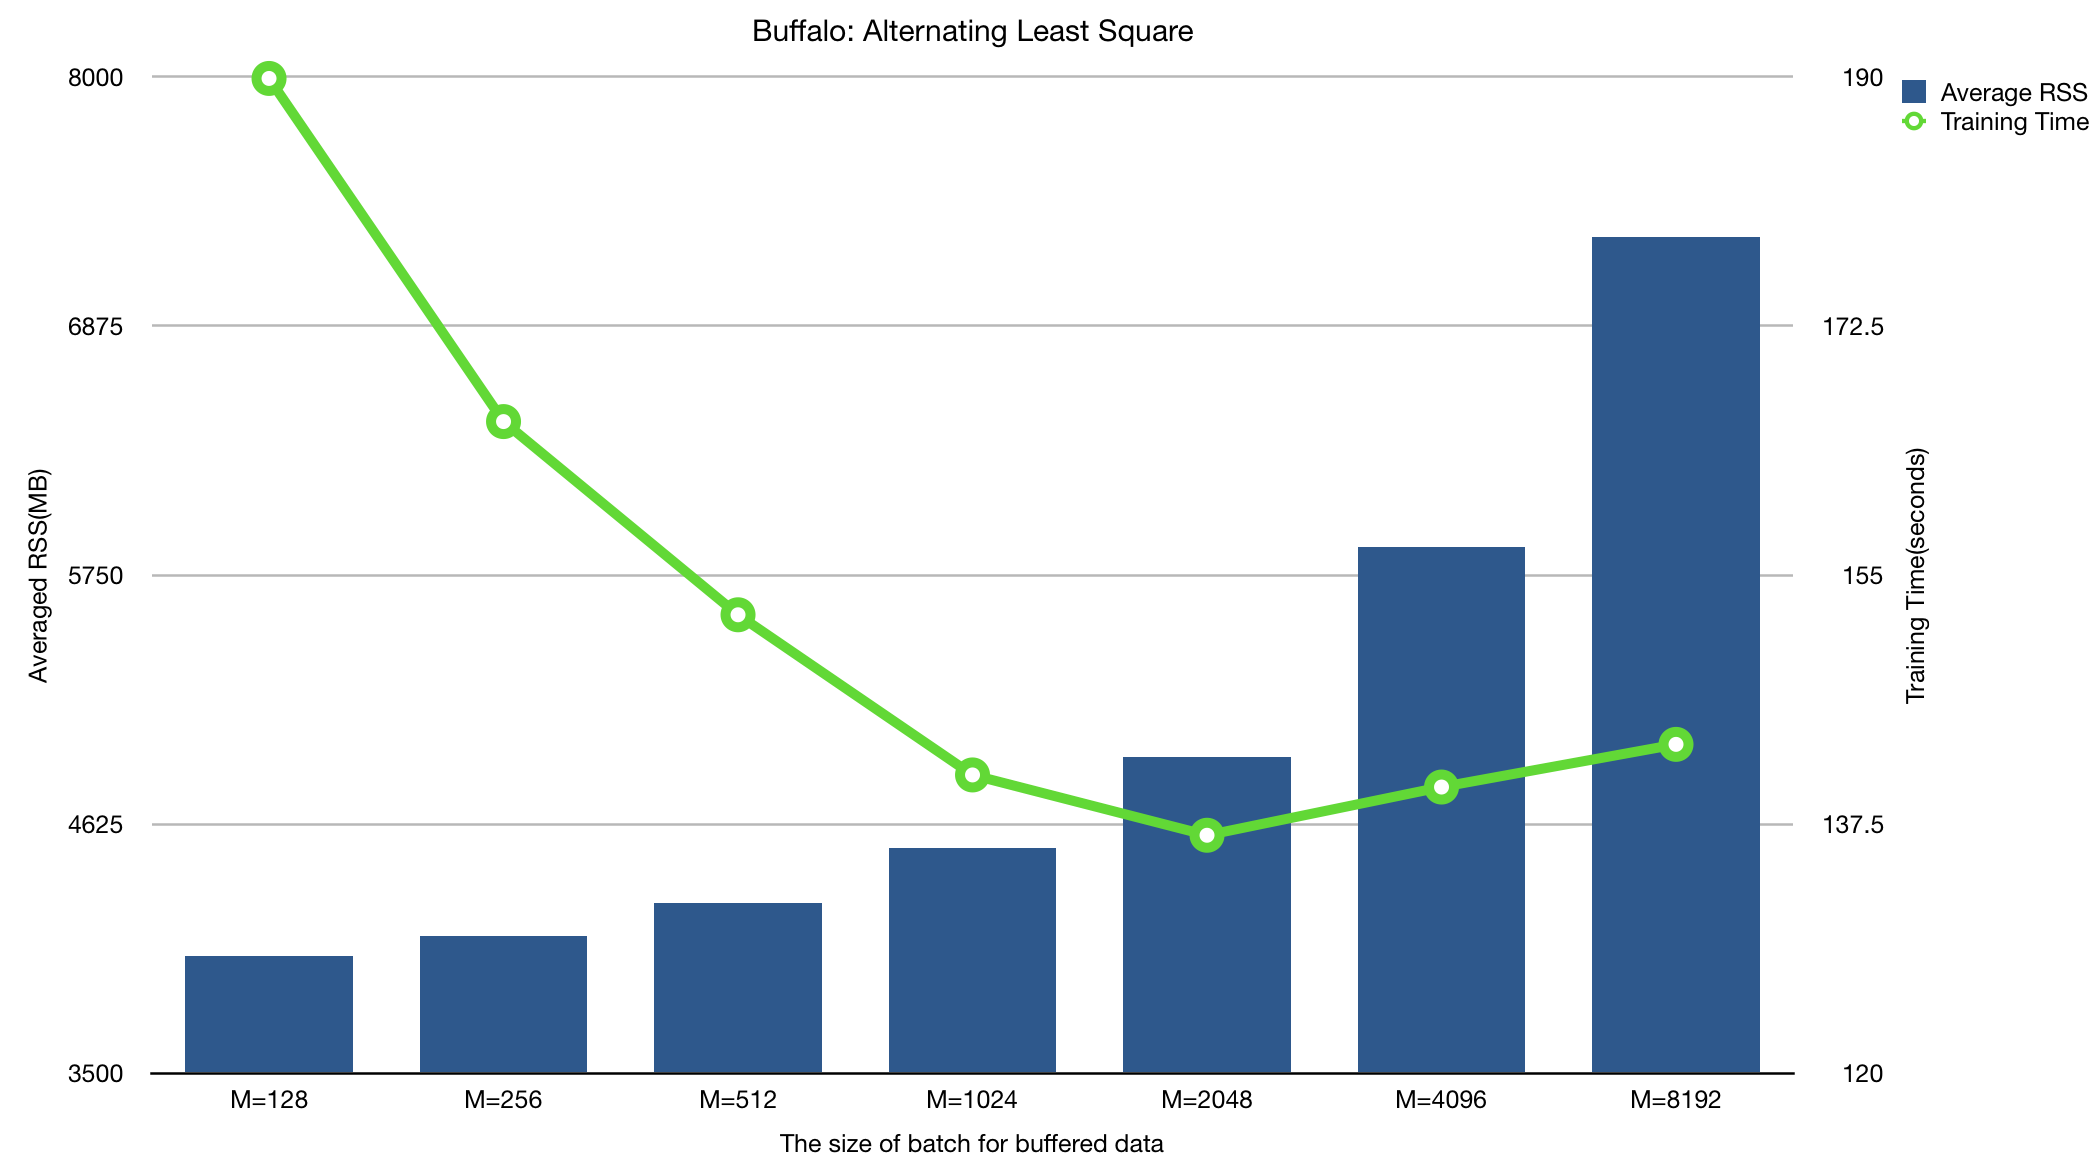 Buffalo: Alternating Least Square
8000
6875
5750
4625
3500
Averaged RSS(MB)
190
172.5
155
137.5
120
Training Time(seconds)
Average RSS
Training Time
M=128
M=256
M=512
M=1024
M=2048
M=4096
M=8192
The size of batch for buffered data